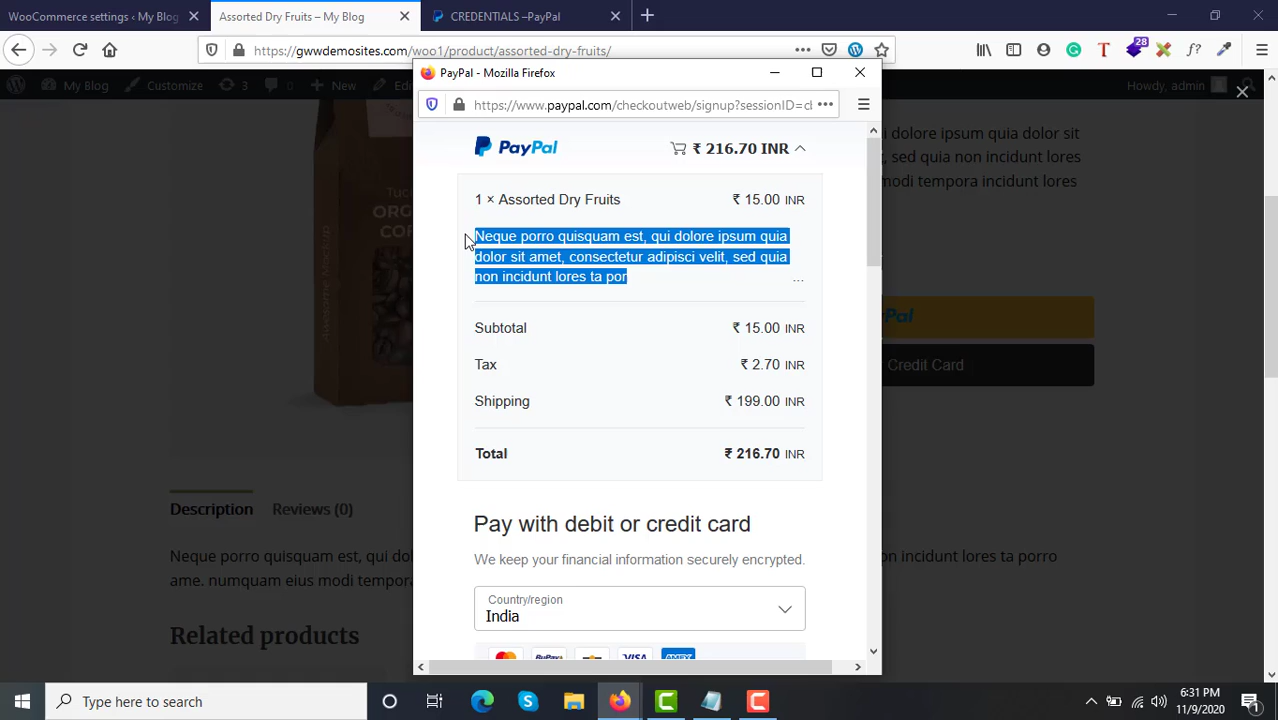 WooCommerce settings ‹ My Blog
Assorted Dry Fruits – My Blog
CREDENTIALS –PayPal
https://gwwdemosites.com/woo1/product/assorted-dry-fruits/
28
T
f?
My Blog
Customize
3
0
New
Howdy, admin
PayPal - Mozilla Firefox
https://www.paypal.com/checkoutweb/signup?sessionID=
PayPal
₹ 216.70 INR
1 × Assorted Dry Fruits
₹ 15.00 INR
Neque porro quisquam est, qui dolore ipsum quia
dolor sit amet, consectetur adipisci velit, sed quia
non incidunt lores ta por
...
Subtotal
₹ 15.00 INR
Tax
₹ 2.70 INR
Shipping
₹ 199.00 INR
Total
₹ 216.70 INR
Pay with debit or credit card
We keep your financial information securely encrypted.
Country/region
India
RuPay
VISA
AMEX
dolore ipsum quia dolor sit
, sed quia non incidunt
modi tempora incidunt lores
Credit Card
Description
Reviews (0)
Neque porro quisquam est, qui
non incidunt lores ta porro
ame. numquam eius modi
Related products
Type here to search
6:31 PM
11/9/2020
1